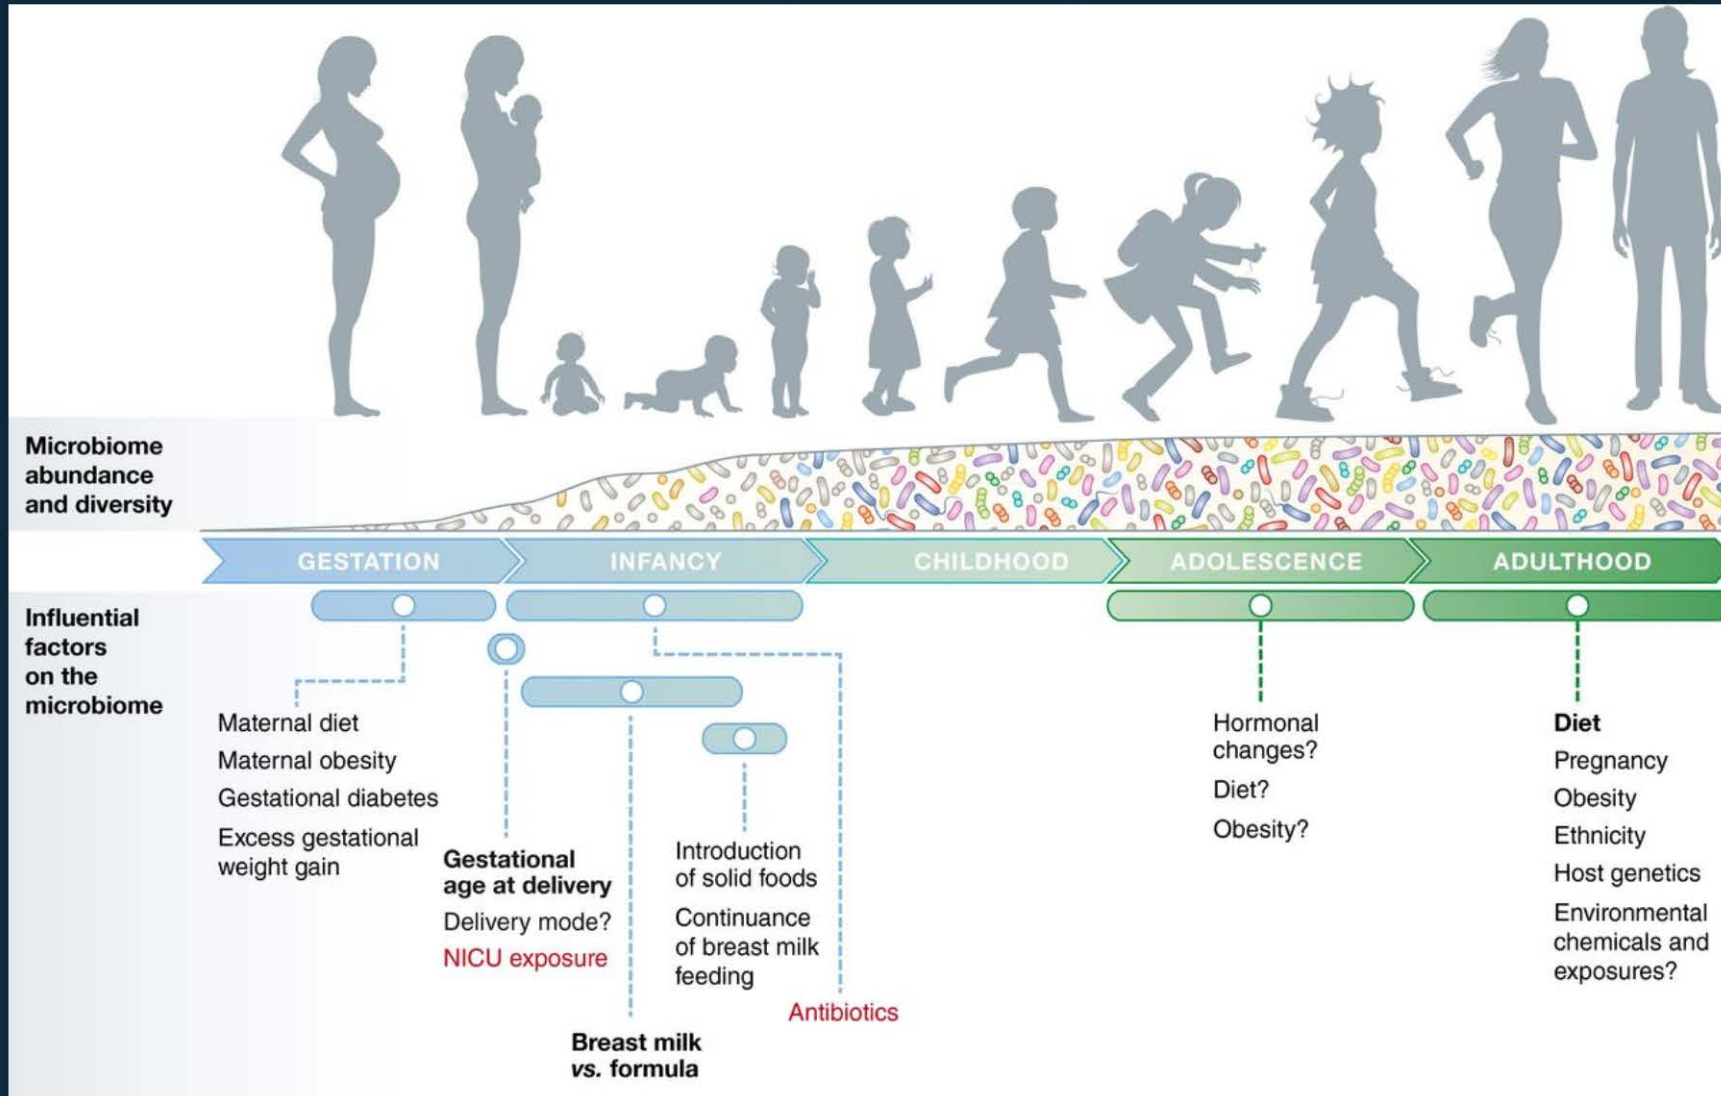 Microbiome
abundance
and diversity
GESTATION
INFANCY
CHILDHOOD
ADOLESCENCE
ADULTHOOD
Influential
factors
on the
microbiome
Maternal diet
Maternal obesity
Gestational diabetes
Excess gestational
weight gain
Gestational
age at delivery
Delivery mode?
NICU exposure
Breast milk
vs. formula
Introduction
of solid foods
Continuance
of breast milk
feeding
Antibiotics
Hormonal
changes?
Diet?
Obesity?
Diet
Pregnancy
Obesity
Ethnicity
Host genetics
Environmental
chemicals and
exposures?